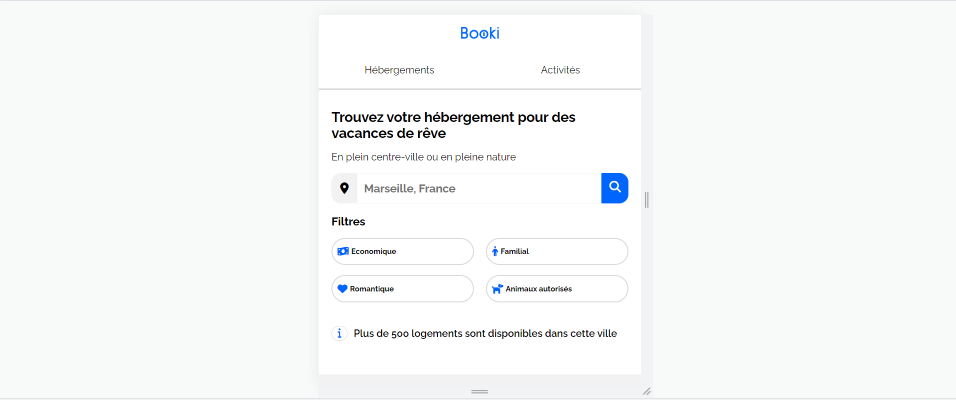 Booki
Hébergements
Activités
Trouvez votre hébergement pour des
vacances de rêve
En plein centre-ville ou en pleine nature
Marseille, France
Filtres
Economique
Familial
Romantique
Animaux autorisés
Plus de 500 logements sont disponibles dans cette ville